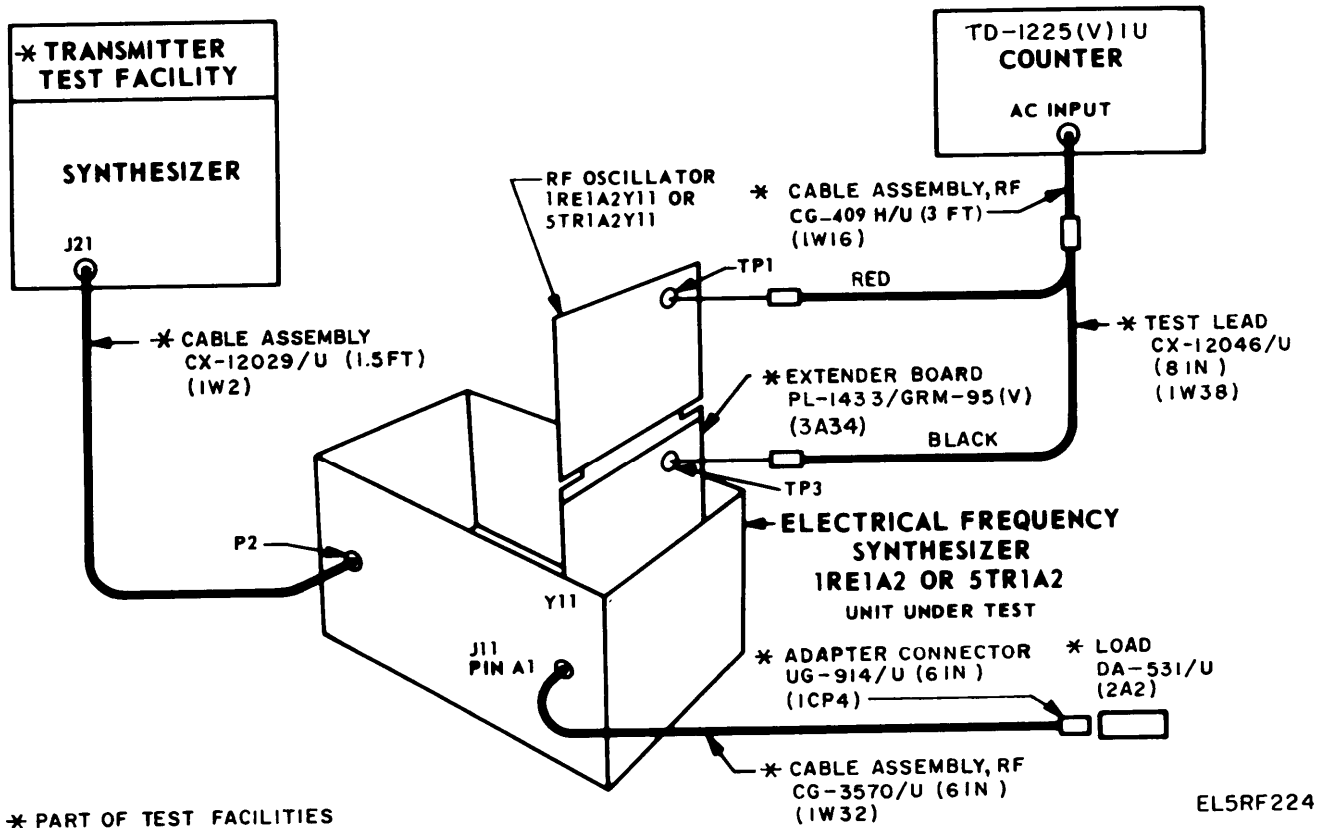 * TRANSMITTER
TEST FACILITY
SYNTHESIZER
J21
TD-1225(V)1U
COUNTER
AC INPUT
RF OSCILLATOR
1RE1A2Y11 OR
5TR1A2Y11
* CABLE ASSEMBLY, RF
CG-409 H/U (3 FT)
(1W16)
TP1
RED
* CABLE ASSEMBLY
CX-12029/U (1.5FT)
(1W2)
* TEST LEAD
CX-12046/U
(8 IN)
(1W38)
* EXTENDER BOARD
PL-1433/GRM-95(V)
(3A34)
BLACK
TP3
P2
ELECTRICAL FREQUENCY
SYNTHESIZER
1RE1A2 OR 5TR1A2
UNIT UNDER TEST
Y11
J11
PIN A1
* ADAPTER CONNECTOR
UG-914/U (6 IN)
(1CP4)
* LOAD
DA-531/U
(2A2)
* CABLE ASSEMBLY, RF
CG-3570/U (6 IN)
(1W32)
* PART OF TEST FACILITIES
EL5RF224